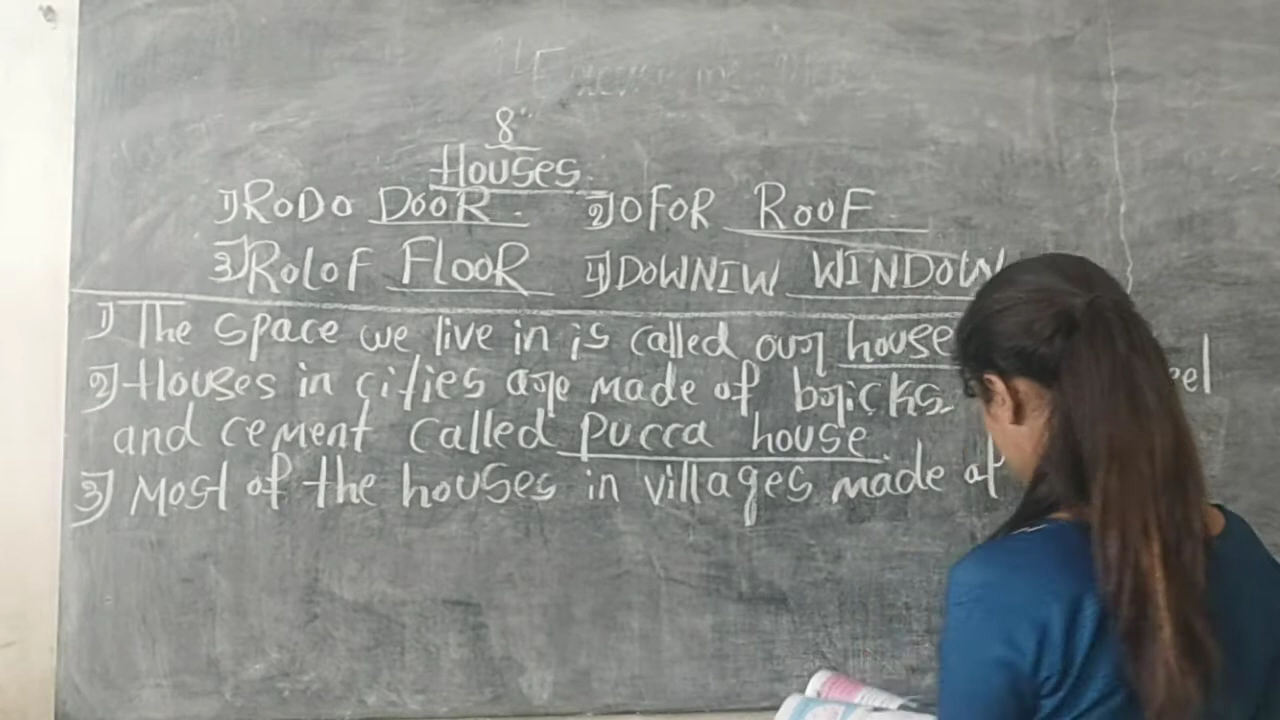 8
Houses.
1) RODO DOOR. 2) OFOR ROOF
3) ROLOF FLOOR 4) DOWNIW WINDOW
1) The space we live in is called our house
2) Houses in cities are made of bricks
and cement called pucca house
3) Most of the houses in villages made of